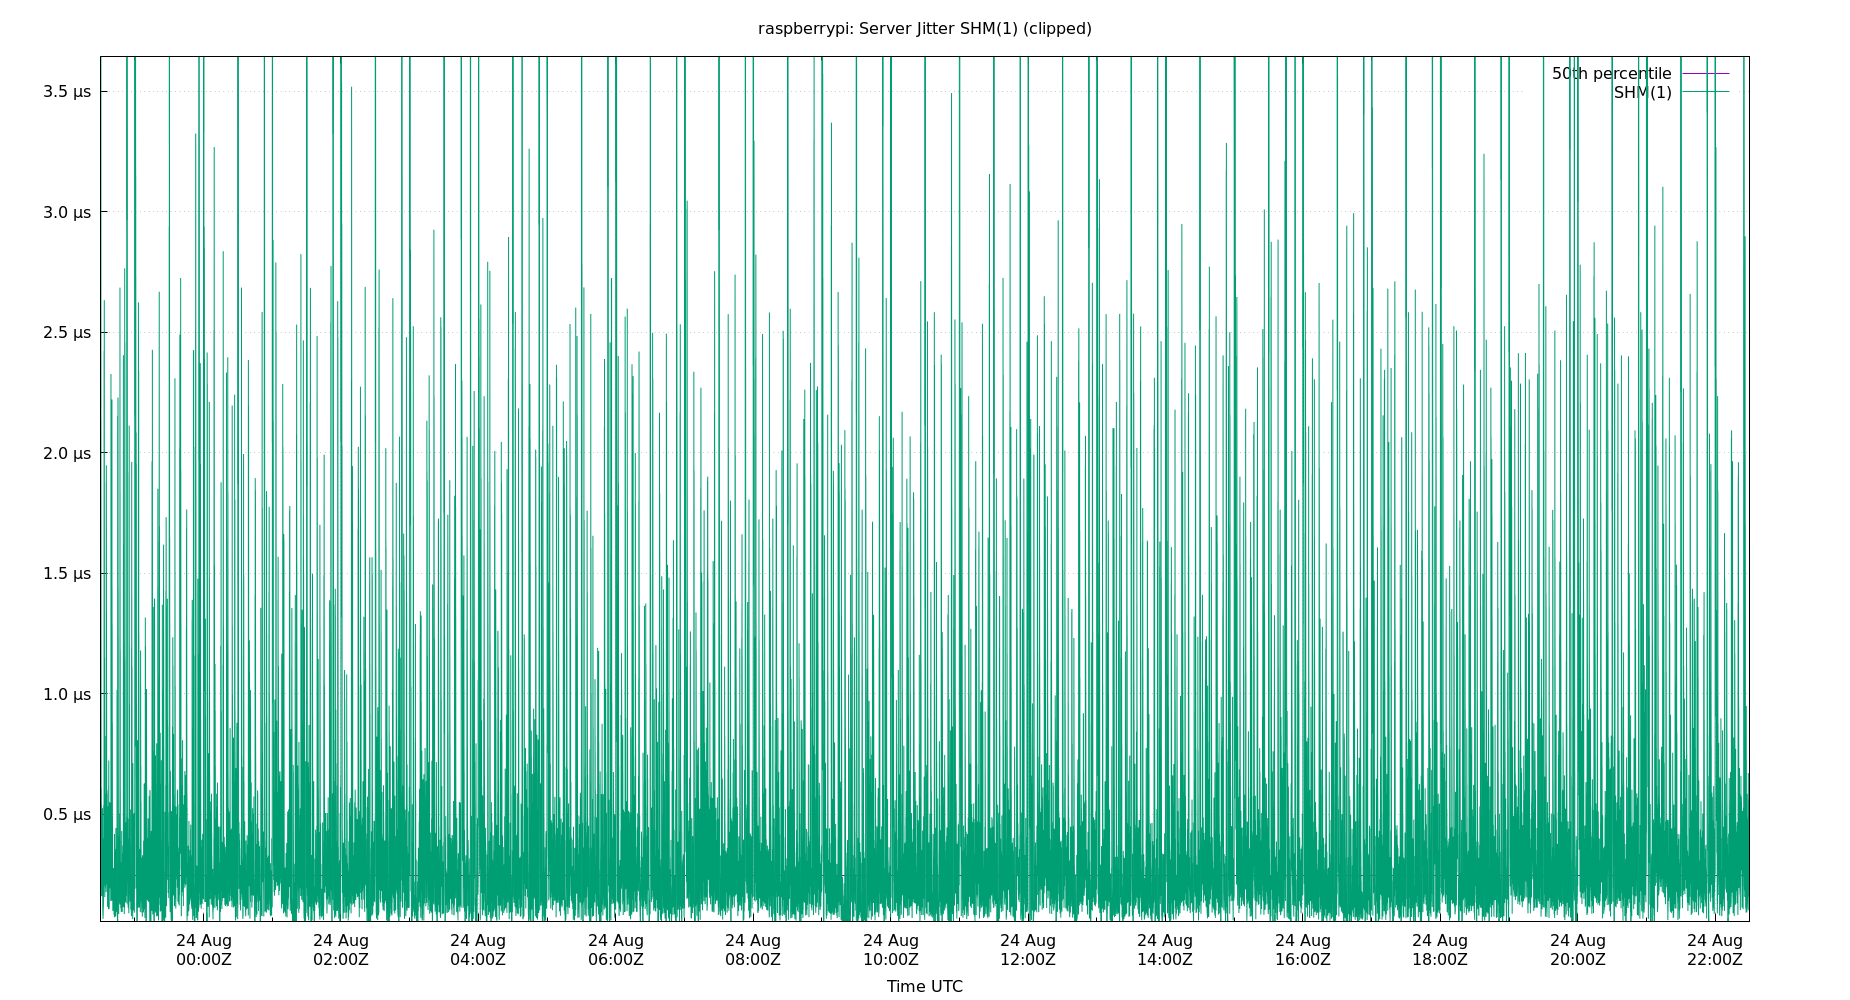 raspberrypi: Server Jitter SHM(1) (clipped)
50th percentile
SHM(1)
3.5 µs
3.0 µs
2.5 µs
2.0 µs
1.5 µs
1.0 µs
0.5 µs
24 Aug 24 Aug 24 Aug 24 Aug 24 Aug 24 Aug 24 Aug 24 Aug 24 Aug 24 Aug 24 Aug 24 Aug
00:00Z 02:00Z 04:00Z 06:00Z 08:00Z 10:00Z 12:00Z 14:00Z 16:00Z 18:00Z 20:00Z 22:00Z
Time UTC